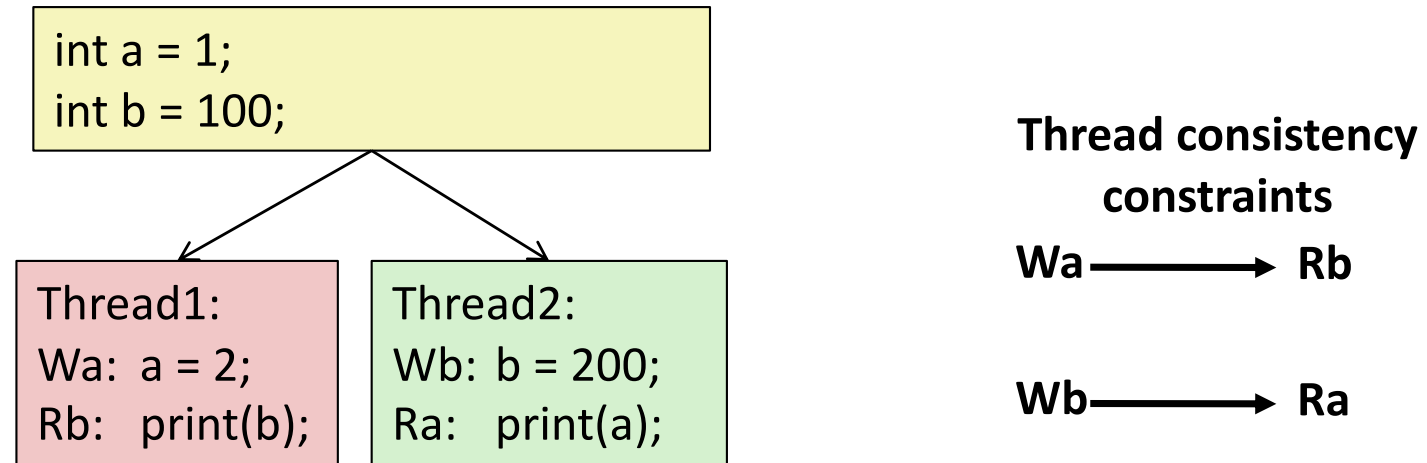 int a = 1;
int b = 100;
Thread1:
Wa: a = 2;
Rb: print(b);
Thread2:
Wb: b = 200;
Ra: print(a);
Thread consistency
constraints
Wa Rb
Wb Ra